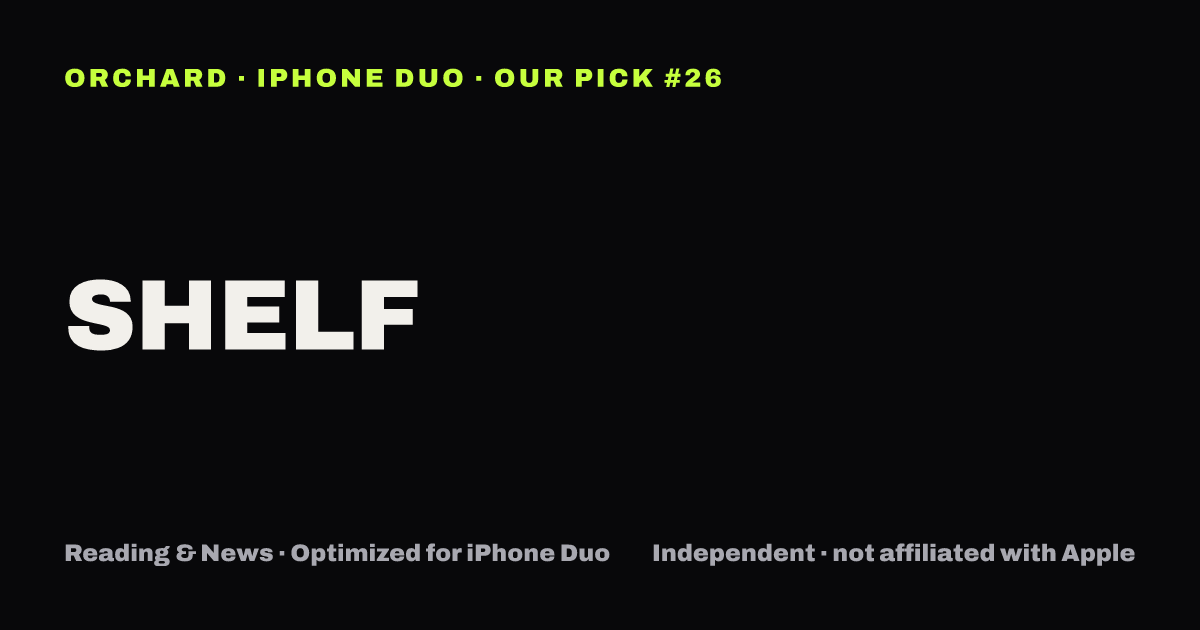 ORCHARD · IPHONE DUO · OUR PICK #26
SHELF
Reading & News · Optimized for iPhone Duo
Independent · not affiliated with Apple